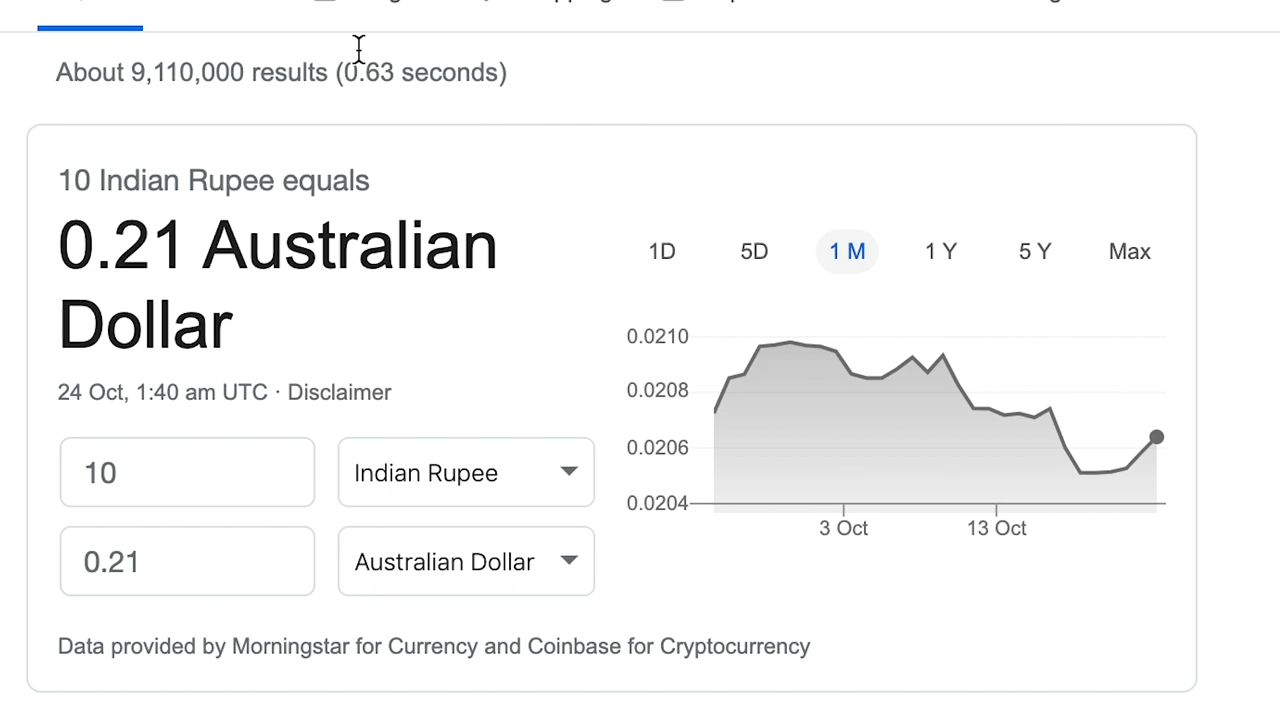 About 9,110,000 results (0.63 seconds)
10 Indian Rupee equals
0.21 Australian
Dollar
24 Oct, 1:40 am UTC · Disclaimer
10 Indian Rupee
0.21 Australian Dollar
1D 5D 1 M 1 Y 5 Y Max
0.0210
0.0208
0.0206
0.0204
3 Oct 13 Oct
Data provided by Morningstar for Currency and Coinbase for Cryptocurrency